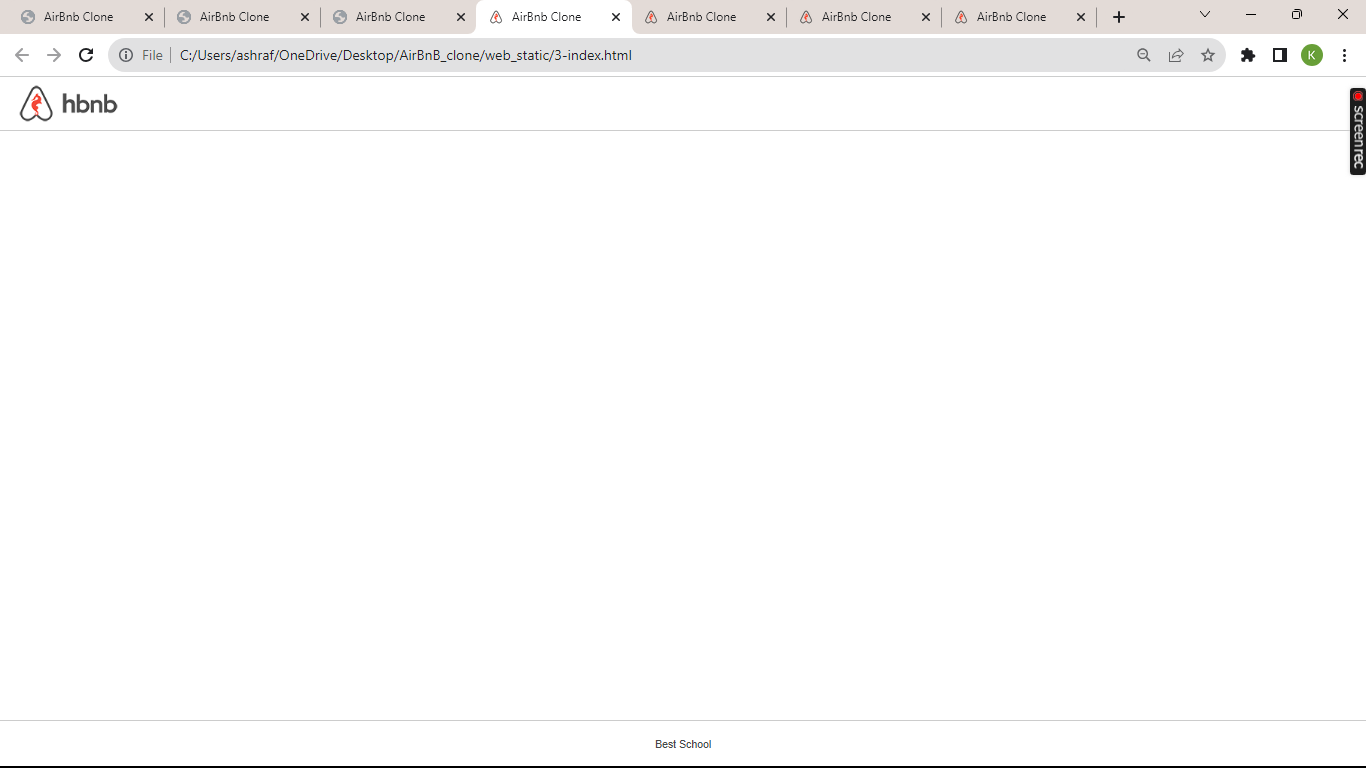 AirBnb Clone AirBnb Clone AirBnb Clone AirBnb Clone AirBnb Clone AirBnb Clone AirBnb Clone
File C:/Users/ashraf/OneDrive/Desktop/AirBnB_clone/web_static/3-index.html K
hbnb
screenrec
Best School